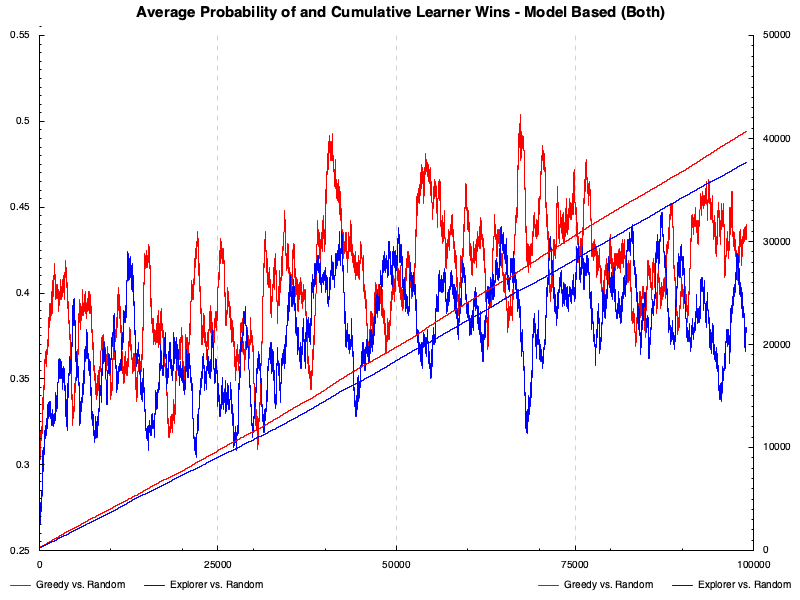 Average Probability of and Cumulative Learner Wins - Model Based (Both)
0.55 50000
0.5 40000
0.45 30000
0.4
0.35 20000
0.3 10000
0.25 0
0 25000 50000 75000 100000
Greedy vs. Random Explorer vs. Random Greedy vs. Random Explorer vs. Random